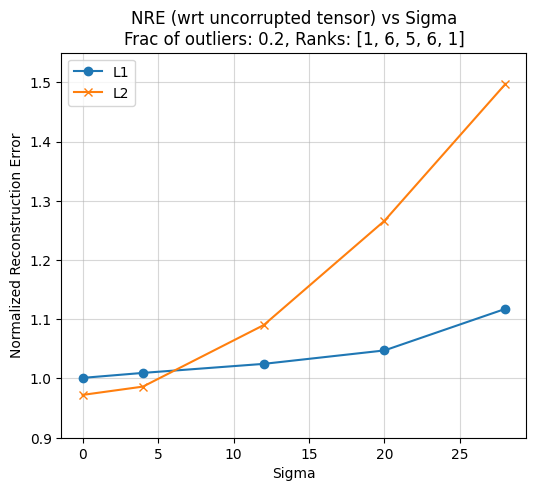 NRE (wrt uncorrupted tensor) vs Sigma
Frac of outliers: 0.2, Ranks: [1, 6, 5, 6, 1]
L1
L2
Normalized Reconstruction Error
1.5
1.4
1.3
1.2
1.1
1.0
0.9
0
5
10
15
20
25
Sigma